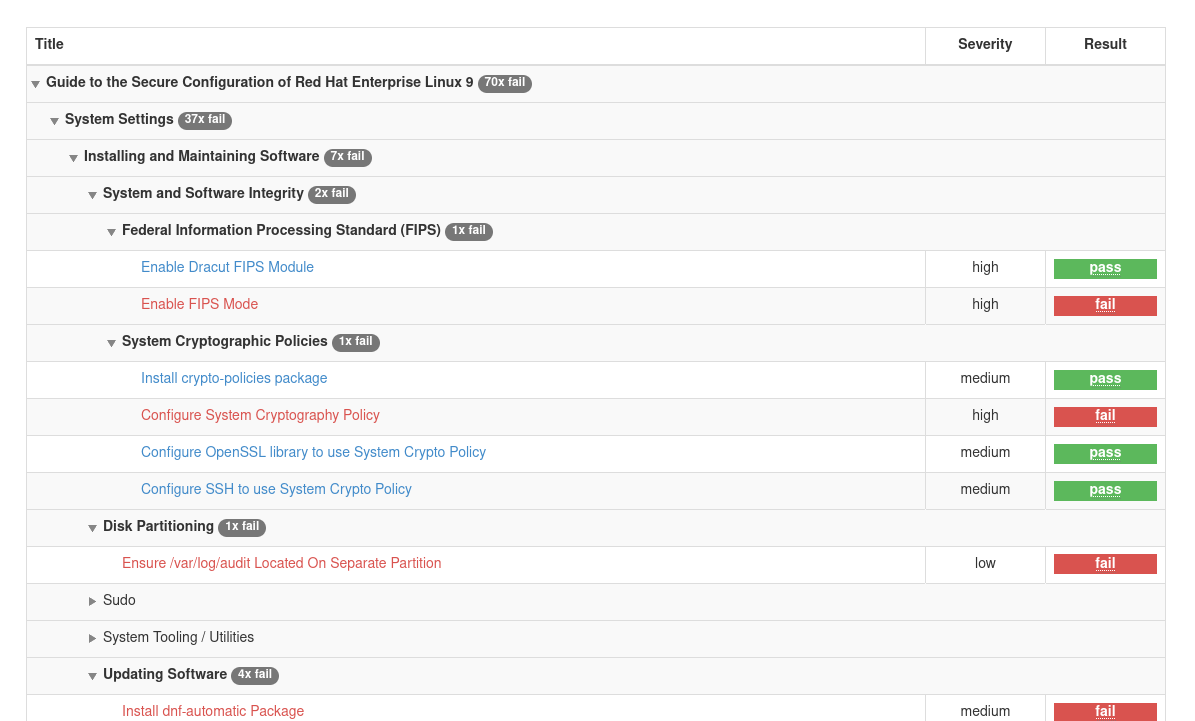 Title Severity Result
Guide to the Secure Configuration of Red Hat Enterprise Linux 9 70x fail
System Settings 37x fail
Installing and Maintaining Software 7x fail
System and Software Integrity 2x fail
Federal Information Processing Standard (FIPS) 1x fail
Enable Dracut FIPS Module high pass
Enable FIPS Mode high fail
System Cryptographic Policies 1x fail
Install crypto-policies package medium pass
Configure System Cryptography Policy high fail
Configure OpenSSL library to use System Crypto Policy medium pass
Configure SSH to use System Crypto Policy medium pass
Disk Partitioning 1x fail
Ensure /var/log/audit Located On Separate Partition low fail
Sudo
System Tooling / Utilities
Updating Software 4x fail
Install dnf-automatic Package medium fail